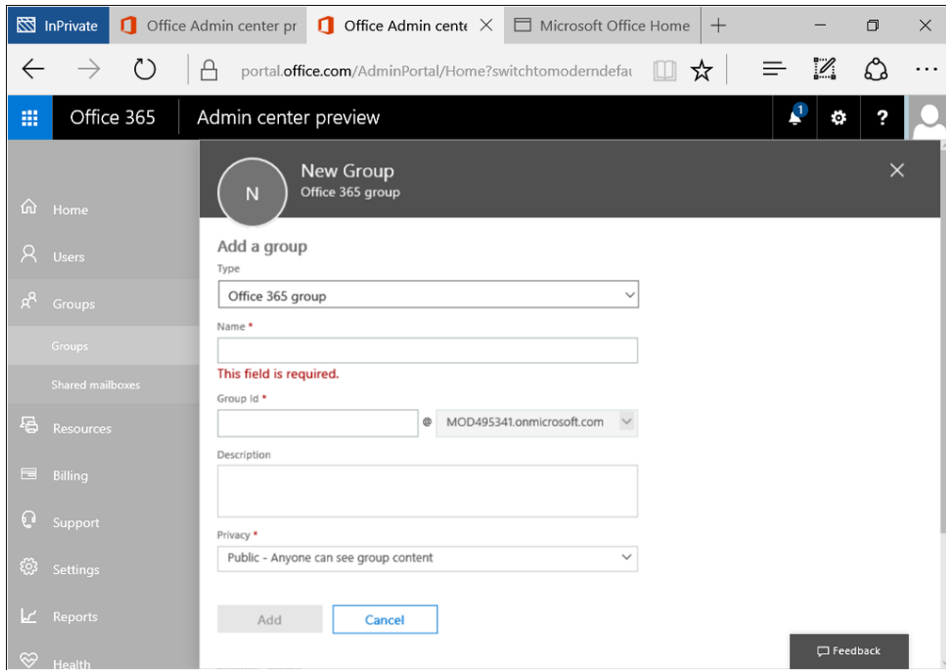 InPrivate
Office Admin center pr
Office Admin cente
Microsoft Office Home
portal.office.com/AdminPortal/Home?switchtomoderndefau
Office 365
Admin center preview
1
?
N
New Group
Office 365 group
Home
Users
Groups
Groups
Shared mailboxes
Resources
Billing
Support
Settings
Reports
Health
Add a group
Type
Office 365 group
Name *
This field is required.
Group Id *
@ MOD495341.onmicrosoft.com
Description
Privacy *
Public - Anyone can see group content
Add
Cancel
Feedback